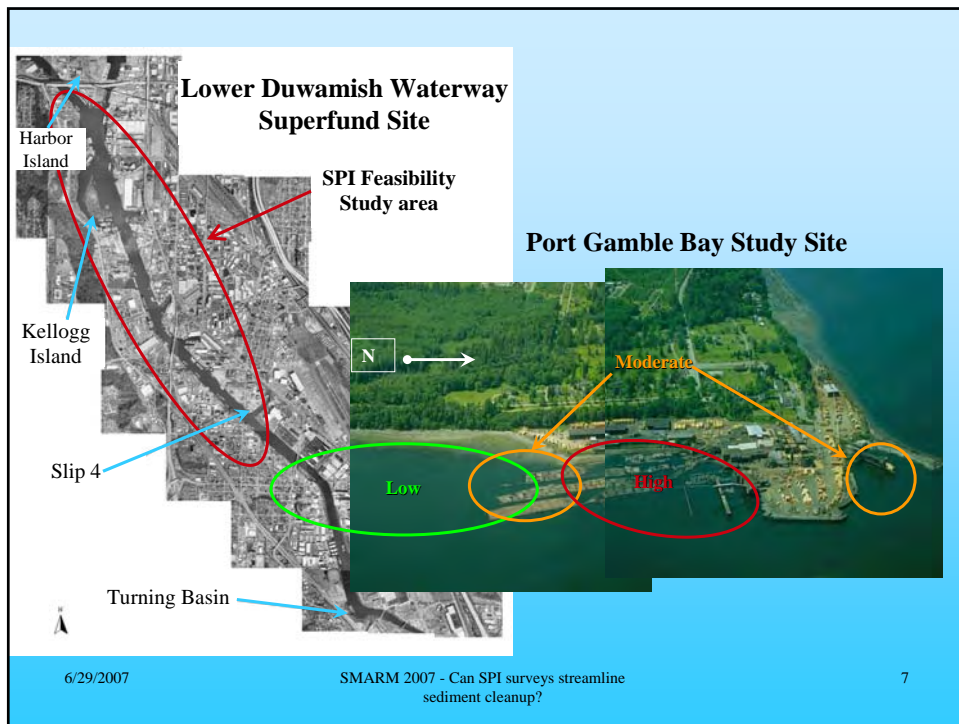 Lower Duwamish Waterway
Superfund Site
Harbor
Island
SPI Feasibility
Study area
Port Gamble Bay Study Site
Kellogg
Island
N
Moderate
Slip 4
Low
High
Turning Basin
N
6/29/2007
SMARM 2007 - Can SPI surveys streamline
sediment cleanup?
7